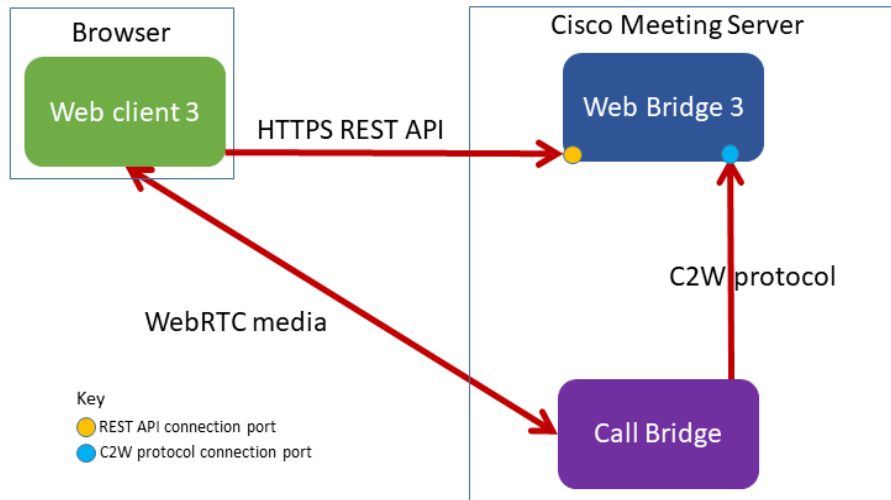 Browser
Cisco Meeting Server
Web client 3
Web Bridge 3
HTTPS REST API
C2W protocol
WebRTC media
Key
REST API connection port
C2W protocol connection port
Call Bridge